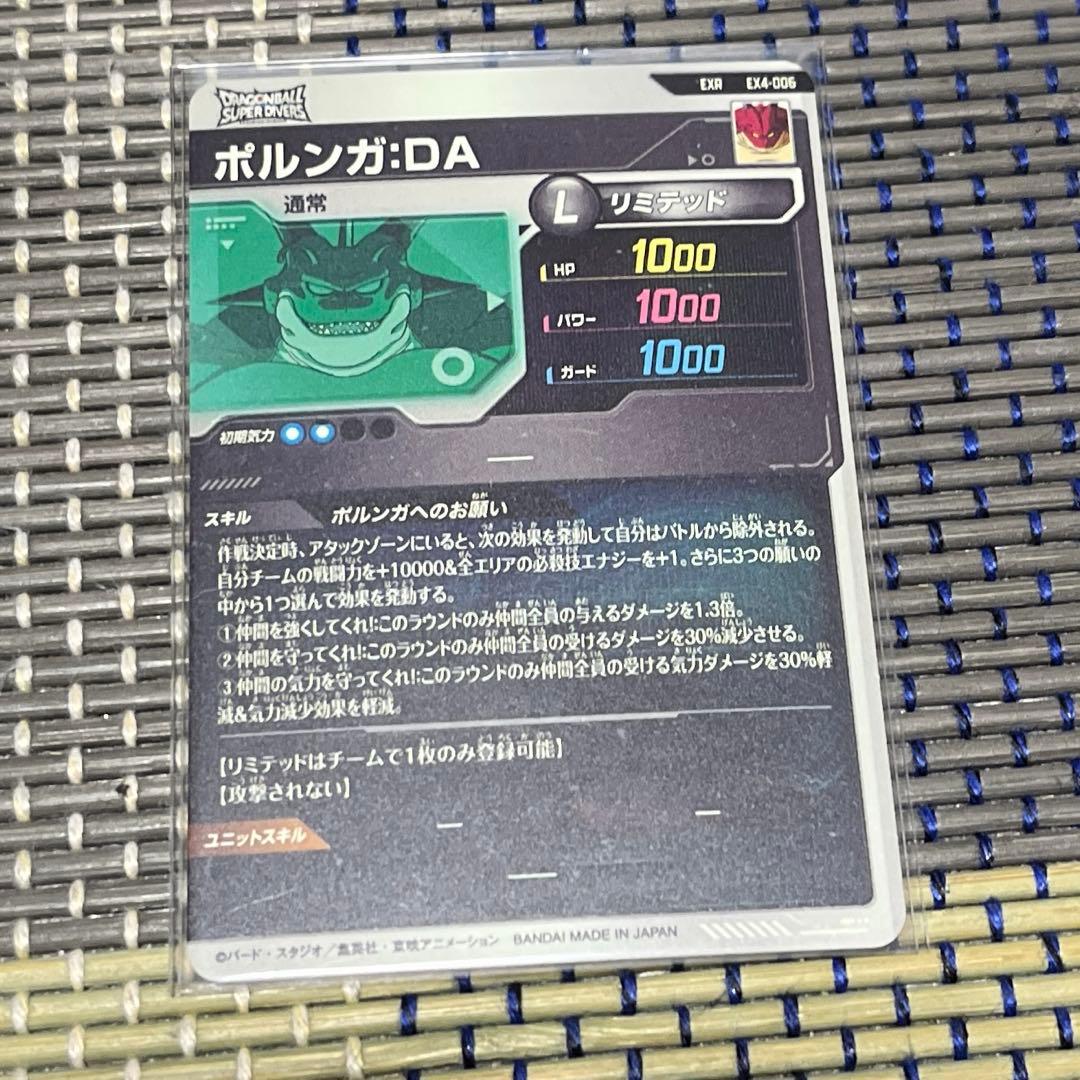 EXR EX4-006
DRAGONBALL
SUPER DIVERS
ポルンガ:DA
通常
L リミテッド
HP 1000
パワー 1000
ガード 1000
初期気力
スキル ポルンガへのお願い
作戦決定時、アタックゾーンにいると、次の効果を発動して自分はバトルから除外される。
自分チームの戦闘力を+10000&全エリアの必殺技エナジーを+1。さらに3つの願いの
中から1つ選んで効果を発動する。
①仲間を強くしてくれ!:このラウンドのみ仲間全員の与えるダメージを1.3倍。
②仲間を守ってくれ!:このラウンドのみ仲間全員の受けるダメージを30%減少させる。
③仲間の気力を守ってくれ!:このラウンドのみ仲間全員の受ける気力ダメージを30%軽
減&気力減少効果を軽減。
【リミテッドはチームで1枚のみ登録可能】
【攻撃されない】
ユニットスキル
©バード・スタジオ/集英社・東映アニメーション BANDAI MADE IN JAPAN